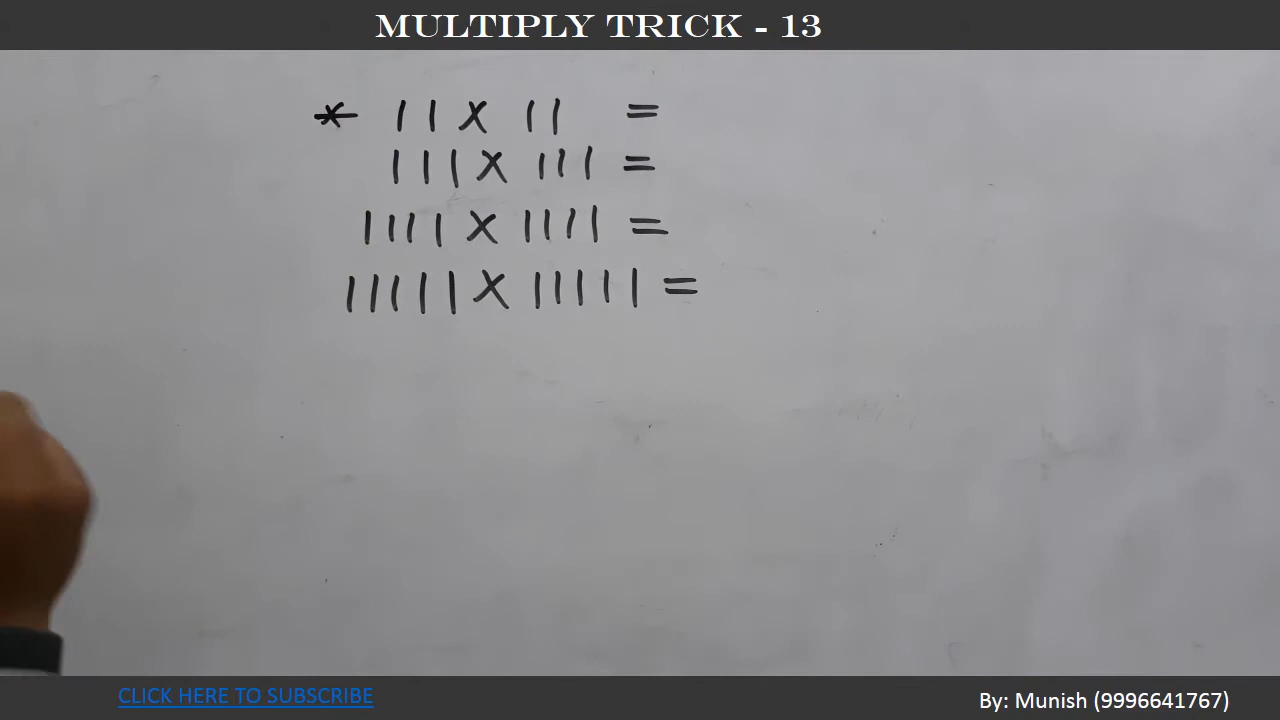 MULTIPLY TRICK - 13
* 11 X 11 =
111 X 111 =
1111 X 1111 =
11111 X 11111 =
CLICK HERE TO SUBSCRIBE
By: Munish (9996641767)